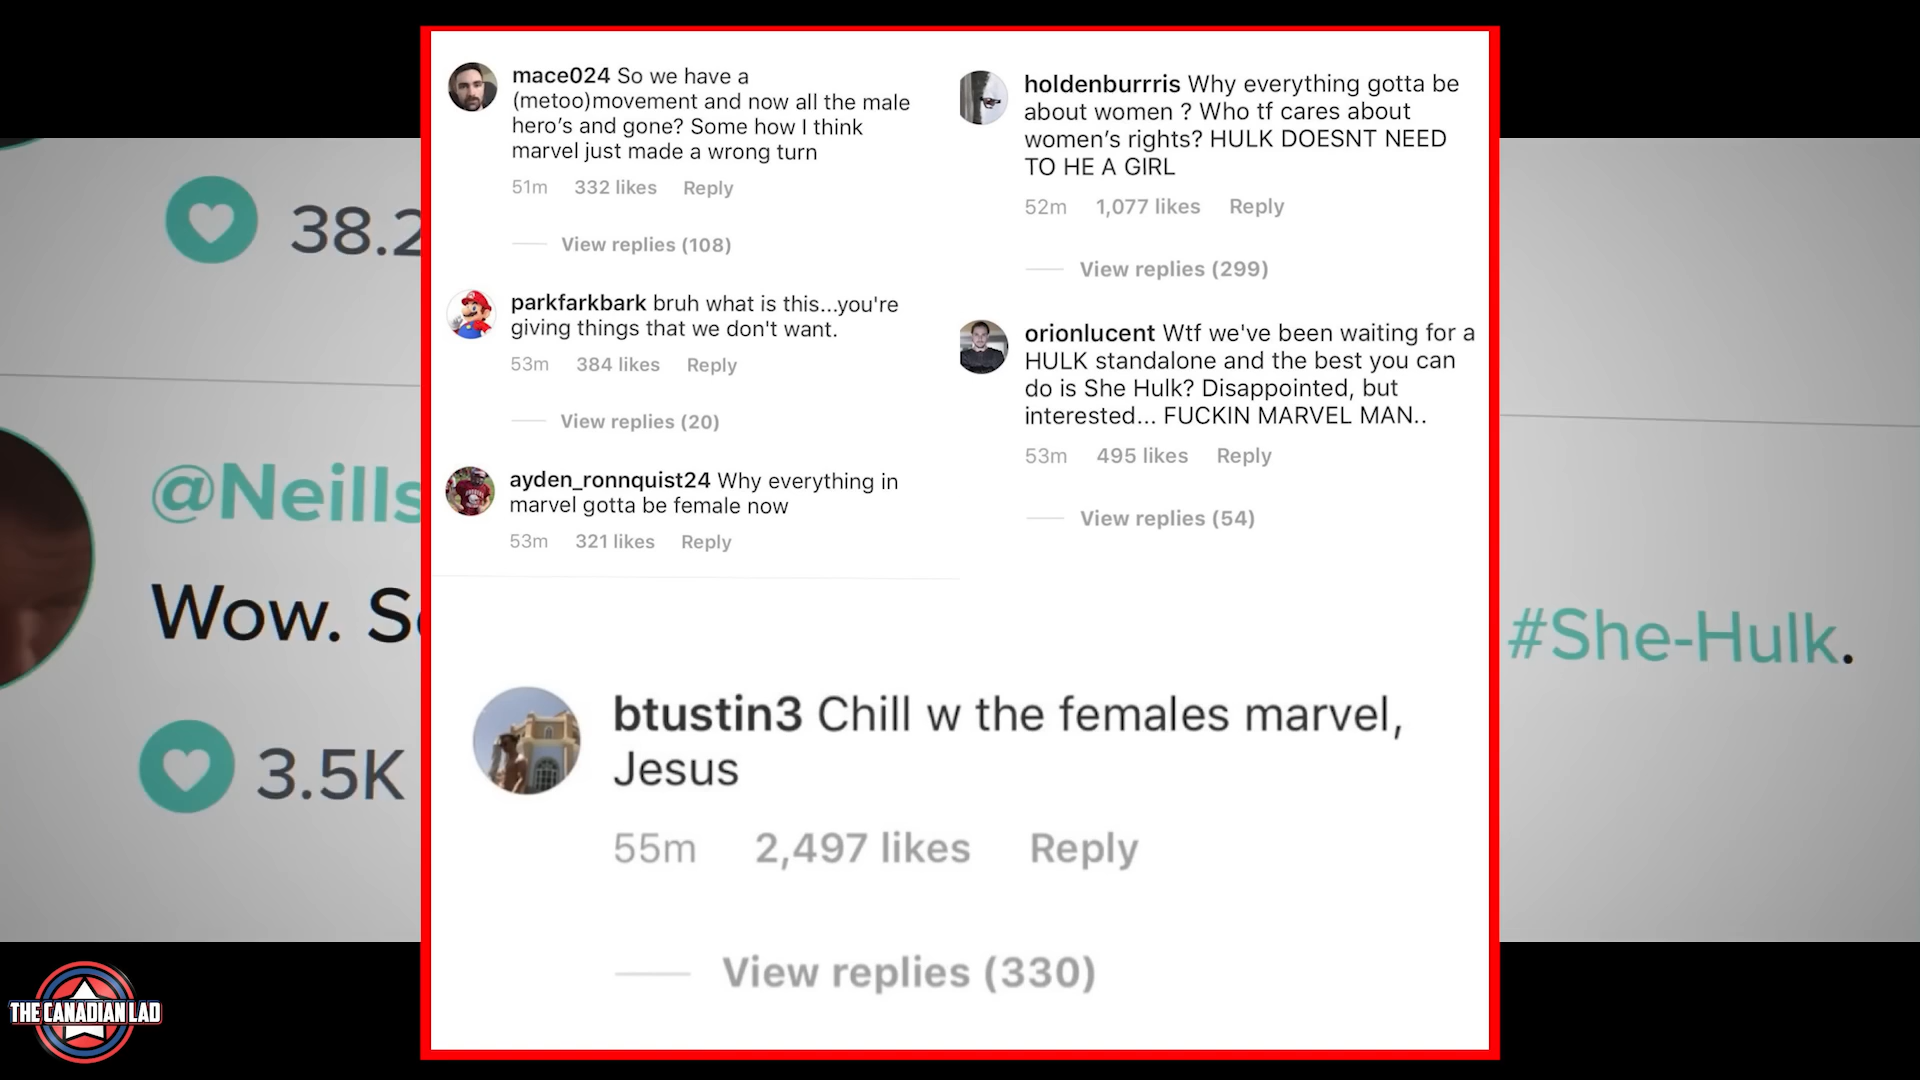 mace024 So we have a
(metoo)movement and now all the male
hero's and gone? Some how I think
marvel just made a wrong turn
51m 332 likes Reply
View replies (108)
parkfarkbark bruh what is this...you're
giving things that we don't want.
53m 384 likes Reply
View replies (20)
ayden_ronnquist24 Why everything in
marvel gotta be female now
53m 321 likes Reply
holdenburrris Why everything gotta be
about women ? Who tf cares about
women's rights? HULK DOESNT NEED
TO HE A GIRL
52m 1,077 likes Reply
View replies (299)
orionlucent Wtf we've been waiting for a
HULK standalone and the best you can
do is She Hulk? Disappointed, but
interested... FUCKIN MARVEL MAN..
53m 495 likes Reply
View replies (54)
btustin3 Chill w the females marvel,
Jesus
55m 2,497 likes Reply
View replies (330)
38.2
@Neills
Wow. #She-Hulk.
3.5K
THE CANADIAN LAD